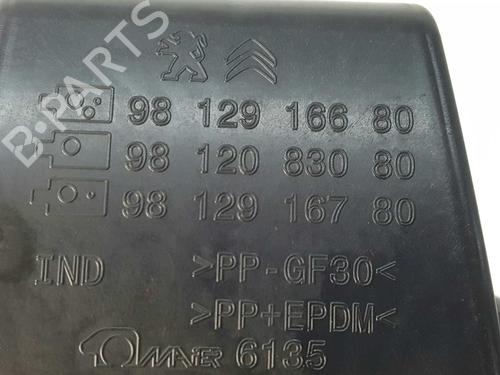 98 129 166 80
98 120 830 80
98 129 167 80
IND >PP-GF30<
>PP+EPDM<
MAIER 6135
B-PARTS